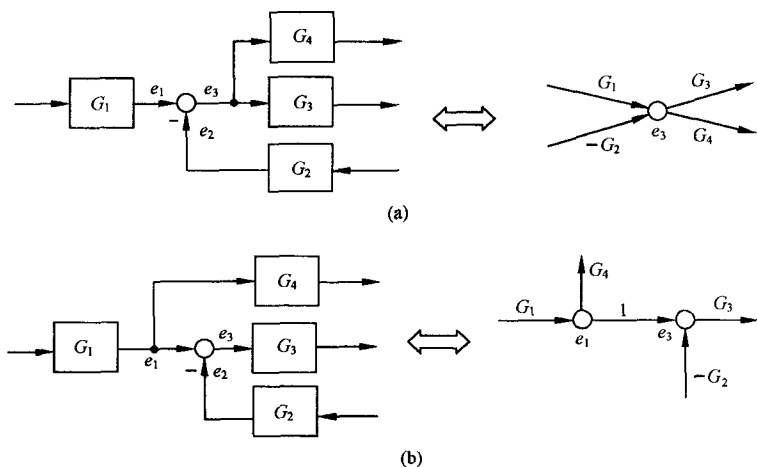 G₄
G₁ e₁ e₃ G₃ G₁ G₃
− e₂ e₃ G₄
G₂ −G₂
(a)
G₄ G₄
G₁ 1 G₃
e₃ e₁ e₃
G₁ e₁ − e₂ G₃
G₂ −G₂
(b)